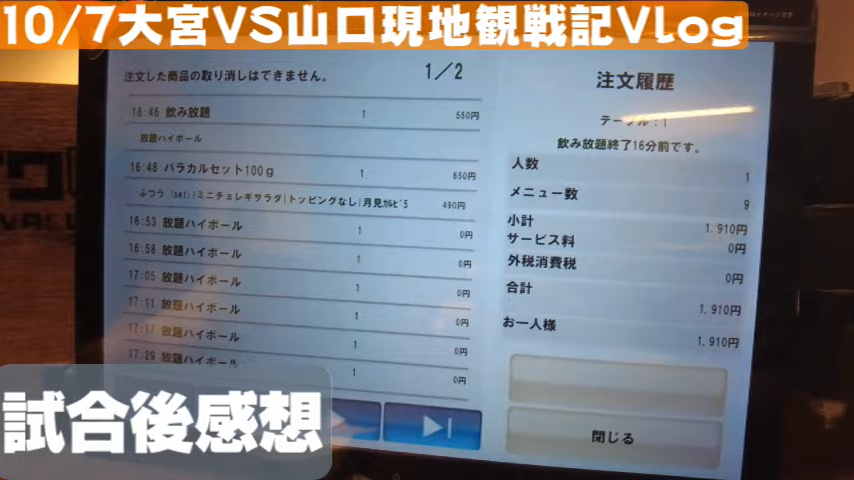 10/7大宮VS山口現地観戦記Vlog
注文した商品の取り消しはできません。
1/2
16:46 飲み放題 1 550円
放題ハイボール
16:48 バラカルセット100g 1 650円
ふつう (set)|ミニチョレギサラダ|トッピングなし|月見ｶﾙﾋﾞ5 490円
16:53 放題ハイボール 1 0円
16:58 放題ハイボール 1 0円
17:05 放題ハイボール 1 0円
17:11 放題ハイボール 1 0円
17:17 放題ハイボール 1 0円
17:29 放題ハイボール 1 0円
注文履歴
テーブル:1
飲み放題終了16分前です。
人数 1
メニュー数 9
小計 1,910円
サービス料 0円
外税消費税 0円
合計 1,910円
お一人様 1,910円
閉じる
試合後感想